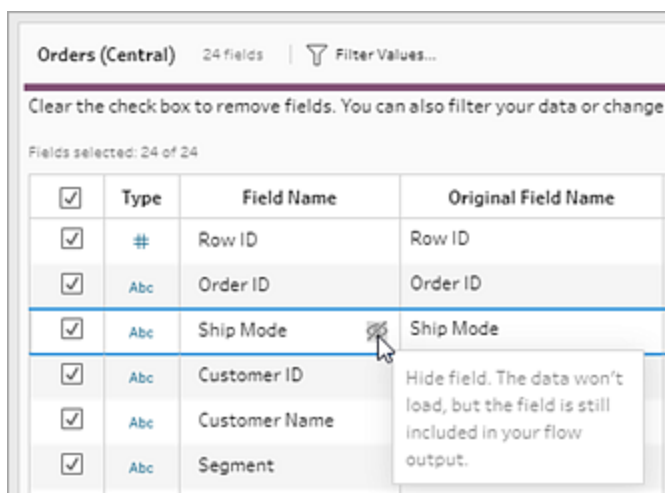 Orders (Central) 24 fields Filter Values...
Clear the check box to remove fields. You can also filter your data or change
Fields selected: 24 of 24
Type Field Name Original Field Name
# Row ID Row ID
Abc Order ID Order ID
Abc Ship Mode Ship Mode
Abc Customer ID
Abc Customer Name
Abc Segment
Hide field. The data won't
load, but the field is still
included in your flow
output.